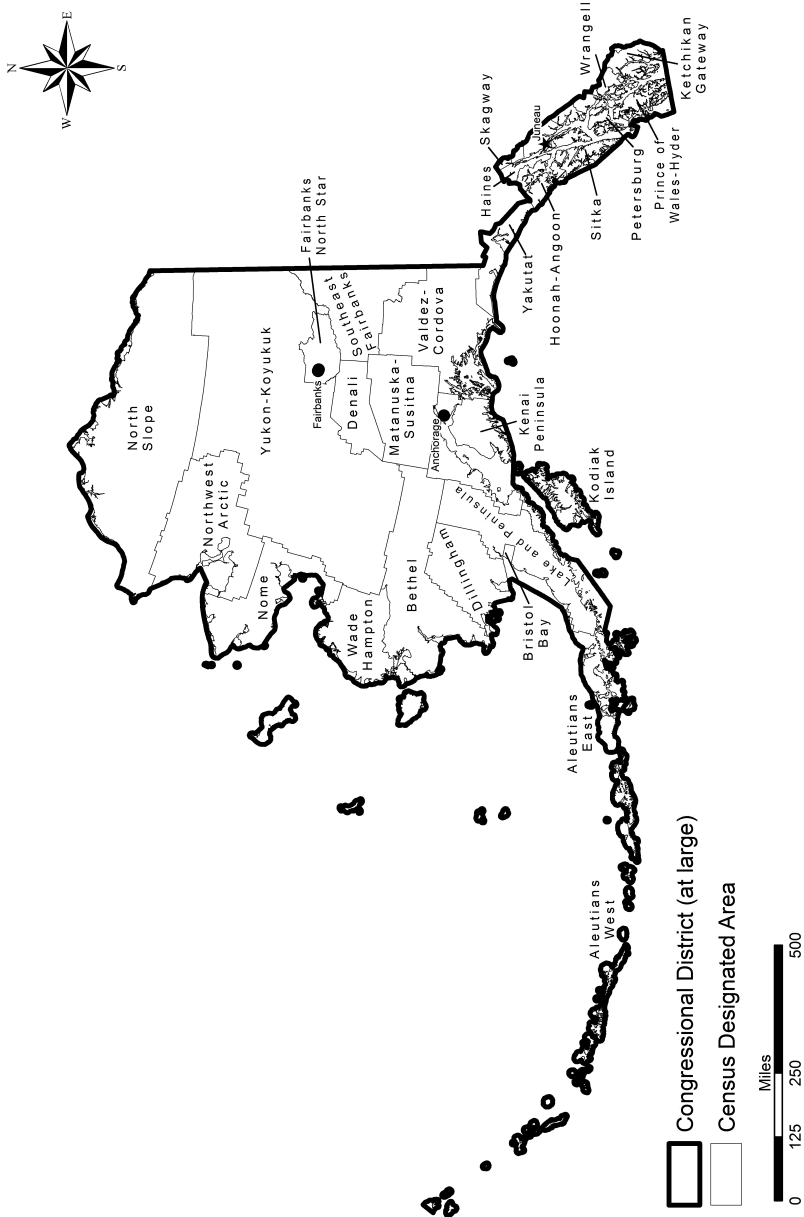 N
E
S
W
North
Slope
Northwest
Arctic
Yukon-Koyukuk
Nome
Fairbanks
North Star
Fairbanks
Southeast
Fairbanks
Denali
Wade
Hampton
Matanuska-
Susitna
Valdez-
Cordova
Anchorage
Bethel
Dillingham
Kenai
Peninsula
Lake and Peninsula
Bristol
Bay
Kodiak
Island
Aleutians
East
Aleutians
West
Yakutat
Haines
Skagway
Juneau
Hoonah-Angoon
Sitka
Wrangell
Petersburg
Prince of
Wales-Hyder
Ketchikan
Gateway
Congressional District (at large)
Census Designated Area
Miles
0 125 250 500